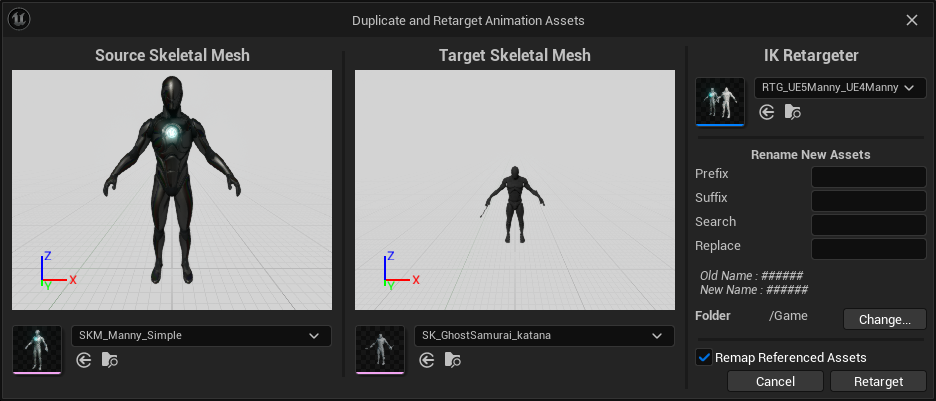 Duplicate and Retarget Animation Assets
Source Skeletal Mesh
Z
X
Y
SKM_Manny_Simple
Target Skeletal Mesh
Z
X
Y
SK_GhostSamurai_katana
IK Retargeter
RTG_UE5Manny_UE4Manny
Rename New Assets
Prefix
Suffix
Search
Replace
Old Name : ######
New Name : ######
Folder /Game Change...
Remap Referenced Assets
Cancel Retarget